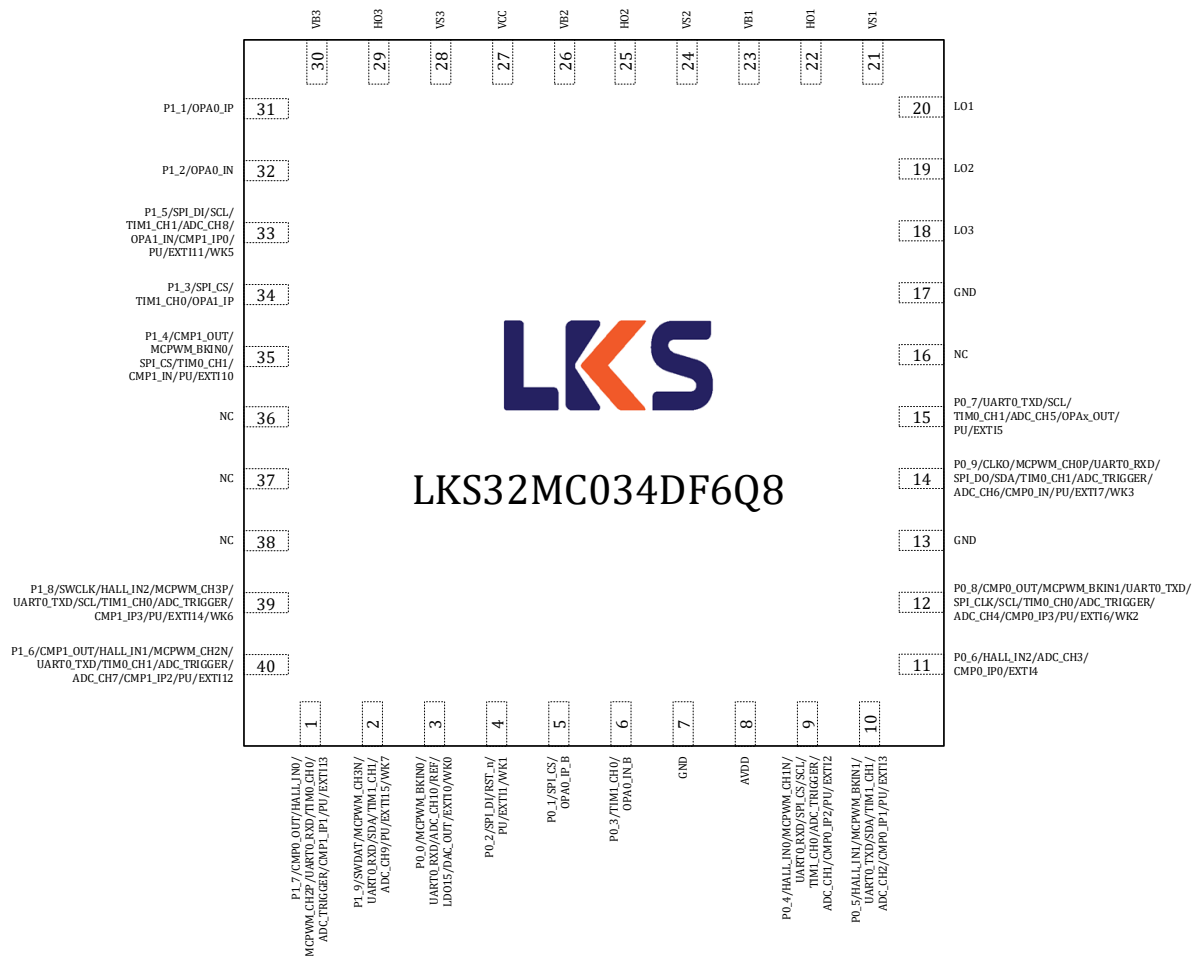 VB3
HO3
VS3
VCC
VB2
HO2
VS2
VB1
HO1
VS1
30
29
28
27
26
25
24
23
22
21
P1_1/OPA0_IP
31
P1_2/OPA0_IN
32
P1_5/SPI_DI/SCL/
TIM1_CH1/ADC_CH8/
OPA1_IN/CMP1_IP0/
PU/EXTI11/WK5
33
P1_3/SPI_CS/
TIM1_CH0/OPA1_IP
34
P1_4/CMP1_OUT/
MCPWM_BKIN0/
SPI_CS/TIM0_CH1/
CMP1_IN/PU/EXTI10
35
NC
36
NC
37
NC
38
P1_8/SWCLK/HALL_IN2/MCPWM_CH3P/
UART0_TXD/SCL/TIM1_CH0/ADC_TRIGGER/
CMP1_IP3/PU/EXTI14/WK6
39
P1_6/CMP1_OUT/HALL_IN1/MCPWM_CH2N/
UART0_TXD/TIM0_CH1/ADC_TRIGGER/
ADC_CH7/CMP1_IP2/PU/EXTI12
40
LKS
LKS32MC034DF6Q8
20
LO1
19
LO2
18
LO3
17
GND
16
NC
15
P0_7/UART0_TXD/SCL/
TIM0_CH1/ADC_CH5/OPAx_OUT/
PU/EXTI5
14
P0_9/CLKO/MCPWM_CH0P/UART0_RXD/
SPI_DO/SDA/TIM0_CH1/ADC_TRIGGER/
ADC_CH6/CMP0_IN/PU/EXTI7/WK3
13
GND
12
P0_8/CMP0_OUT/MCPWM_BKIN1/UART0_TXD/
SPI_CLK/SCL/TIM0_CH0/ADC_TRIGGER/
ADC_CH4/CMP0_IP3/PU/EXTI6/WK2
11
P0_6/HALL_IN2/ADC_CH3/
CMP0_IP0/EXTI4
1
2
3
4
5
6
7
8
9
10
P1_7/CMP0_OUT/HALL_IN0/
MCPWM_CH2P/UART0_RXD/TIM0_CH0/
ADC_TRIGGER/CMP1_IP1/PU/EXTI13
P1_9/SWDAT/MCPWM_CH3N/
UART0_RXD/SDA/TIM1_CH1/
ADC_CH9/PU/EXTI15/WK7
P0_0/MCPWM_BKIN0/
UART0_RXD/ADC_CH10/REF/
LDO15/DAC_OUT/EXTI0/WK0
P0_2/SPI_DI/RST_n/
PU/EXTI1/WK1
P0_1/SPI_CS/
OPA0_IP_B
P0_3/TIM1_CH0/
OPA0_IN_B
GND
AVDD
P0_4/HALL_IN0/MCPWM_CH1N/
UART0_RXD/SPI_CS/SCL/
TIM1_CH0/ADC_TRIGGER/
ADC_CH1/CMP0_IP2/PU/EXTI2
P0_5/HALL_IN1/MCPWM_BKIN1/
UART0_TXD/SDA/TIM1_CH1/
ADC_CH2/CMP0_IP1/PU/EXTI3